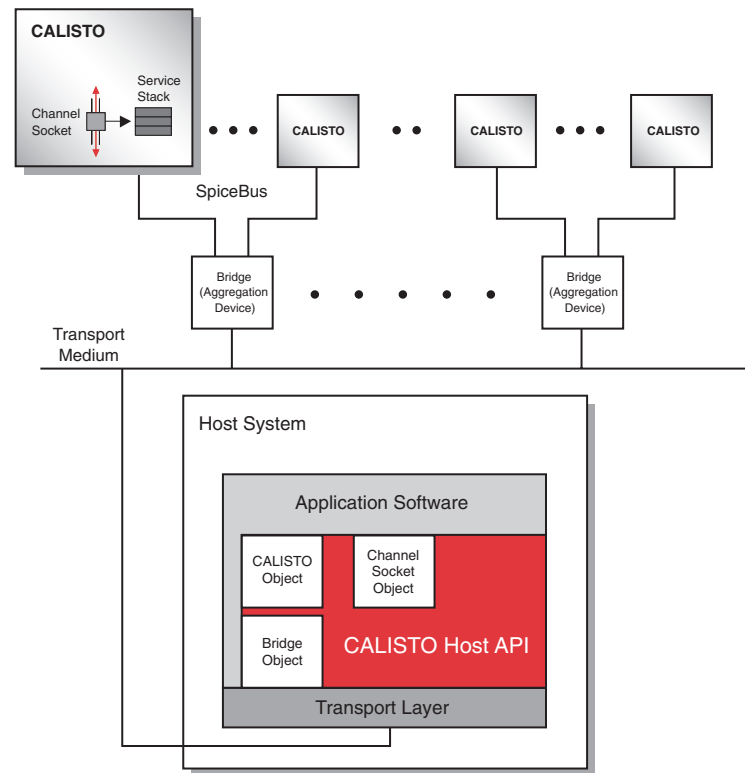 CALISTO
Service
Stack
Channel
Socket
CALISTO
CALISTO
CALISTO
SpiceBus
Bridge
(Aggregation
Device)
Bridge
(Aggregation
Device)
Transport
Medium
Host System
Application Software
CALISTO
Object
Channel
Socket
Object
Bridge
Object
CALISTO Host API
Transport Layer